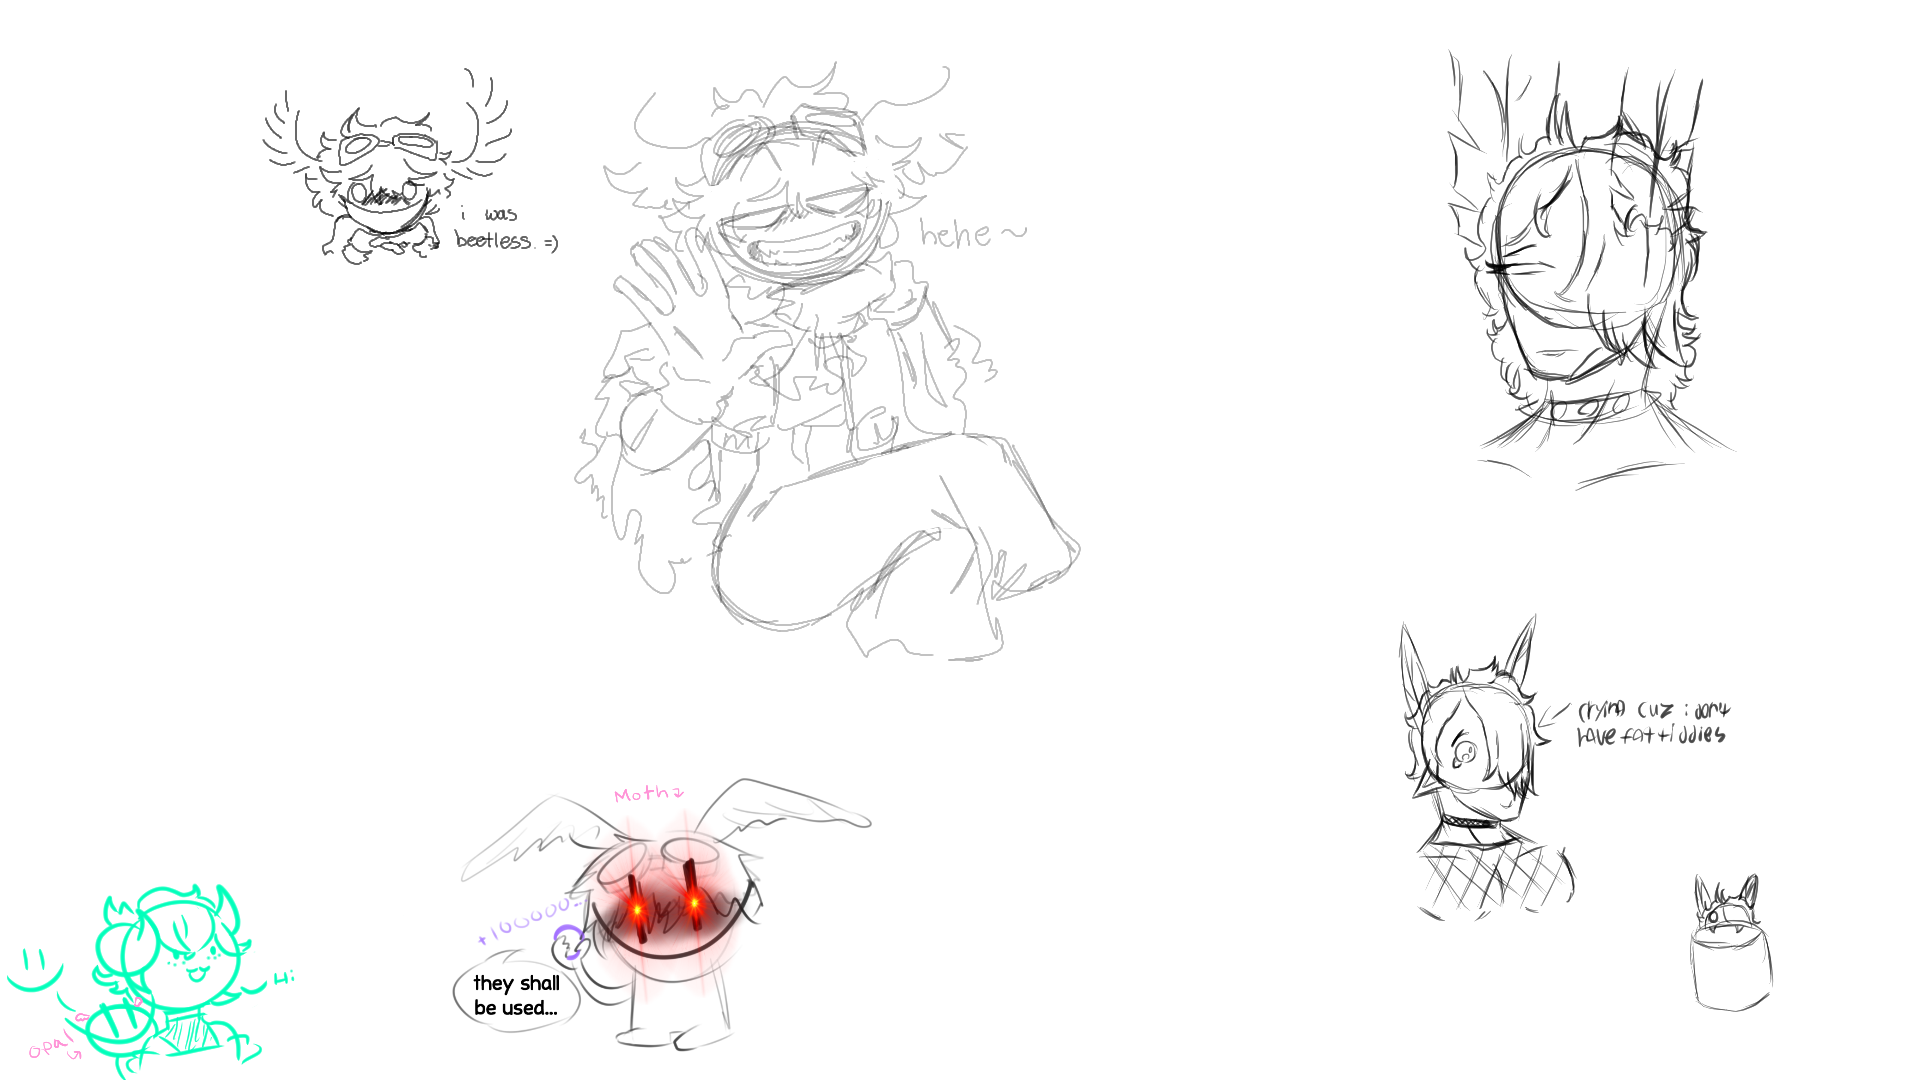 i was
beetless. =)
hehe ~
crying cuz i don't
have fat tiddies
Moth
+100000...
they shall
be used...
Hi
opal